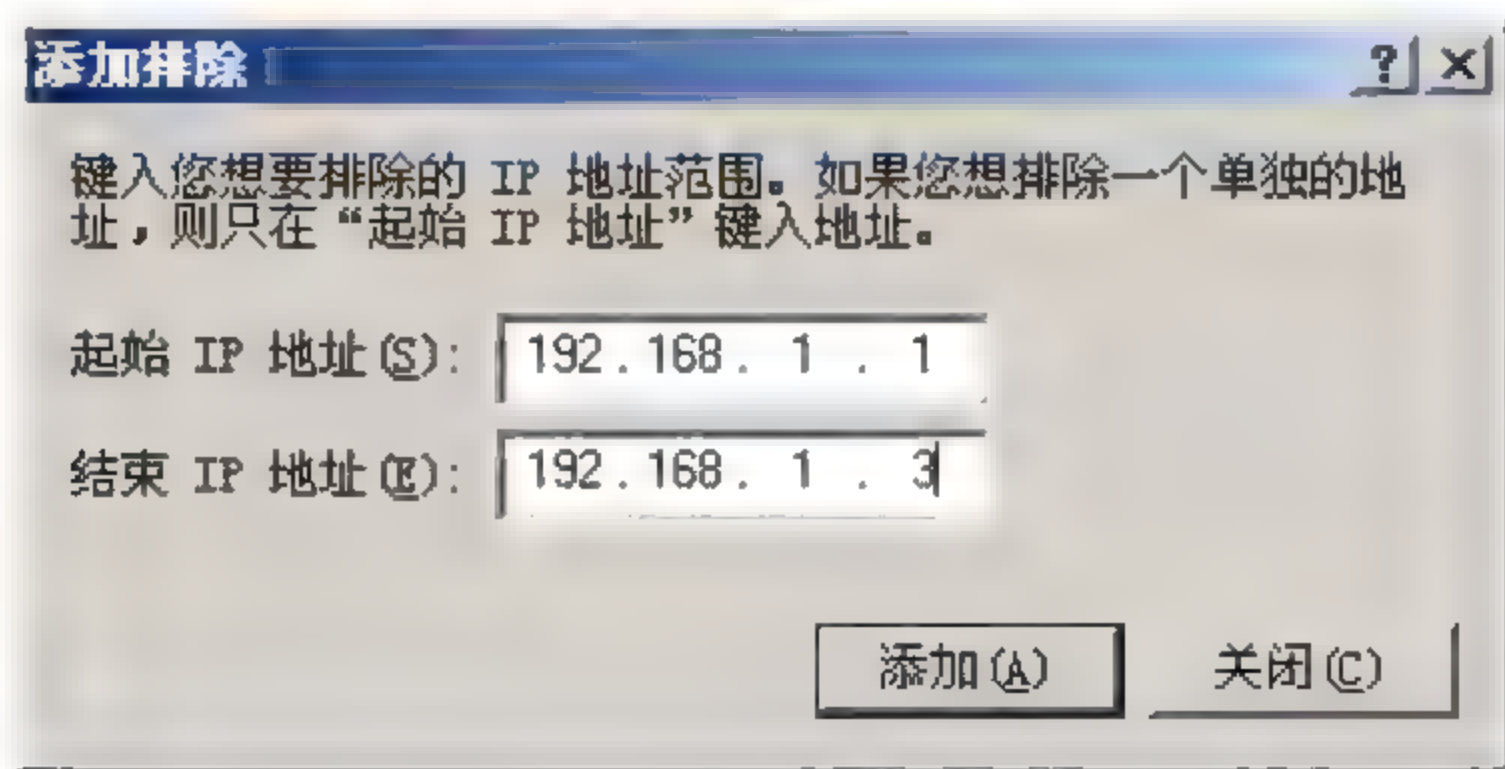 添加排除
键入您想要排除的 IP 地址范围。如果您想排除一个单独的地
址，则只在“起始 IP 地址”键入地址。
起始 IP 地址(S): 192.168. 1 . 1
结束 IP 地址(E): 192.168. 1 . 3
添加(A) 关闭(C)